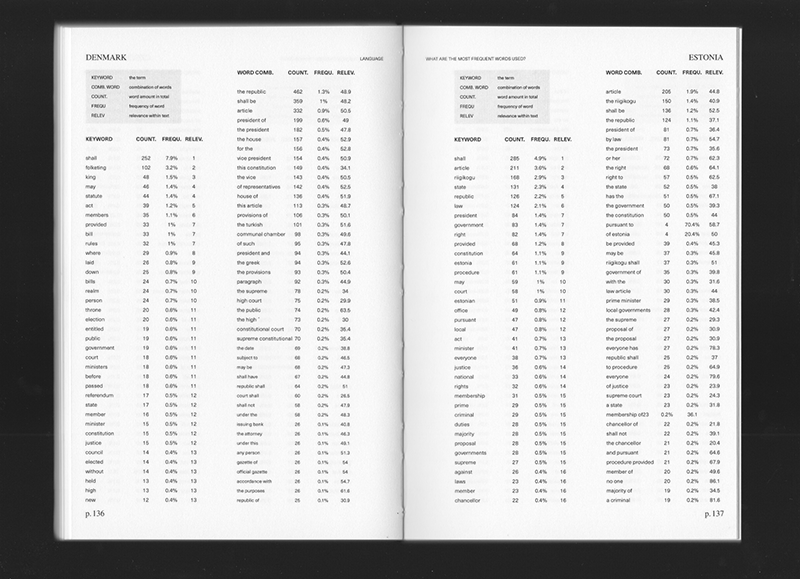 DENMARK
LANGUAGE
KEYWORD the term
COMB. WORD combination of words
COUNT. word amount in total
FREQU frequency of word
RELEV relevance within text
KEYWORD COUNT. FREQU. RELEV.
shall 252 7.9% 1
folketing 102 3.2% 2
king 48 1.5% 3
may 46 1.4% 4
statute 44 1.4% 4
act 39 1.2% 5
members 35 1.1% 6
provided 33 1% 7
bill 33 1% 7
rules 32 1% 7
where 29 0.9% 8
laid 26 0.8% 9
down 25 0.8% 9
bills 24 0.7% 10
realm 24 0.7% 10
person 24 0.7% 10
throne 20 0.6% 11
election 20 0.6% 11
entitled 19 0.6% 11
public 19 0.6% 11
government 19 0.6% 11
court 18 0.6% 11
ministers 18 0.6% 11
before 18 0.6% 11
passed 18 0.6% 11
referendum 17 0.5% 12
state 17 0.5% 12
member 16 0.5% 12
minister 15 0.5% 12
constitution 15 0.5% 12
justice 15 0.5% 12
council 14 0.4% 13
elected 14 0.4% 13
without 14 0.4% 13
held 13 0.4% 13
high 13 0.4% 13
new 12 0.4% 13
WORD COMB. COUNT. FREQU. RELEV.
the republic 462 1.3% 48.9
shall be 359 1% 46.2
article 332 0.9% 50.5
president of 199 0.6% 49
the president 182 0.5% 47.8
the house 157 0.4% 52.9
for the 156 0.4% 52.8
vice president 154 0.4% 50.9
this constitution 149 0.4% 34.1
the vice 143 0.4% 50.5
of representatives 142 0.4% 52.5
house of 136 0.4% 51.9
this article 113 0.3% 48.7
provisions of 106 0.3% 50.1
the turkish 101 0.3% 51.6
communal chamber 98 0.3% 49.6
of such 95 0.3% 47.8
president and 94 0.3% 44.1
the greek 94 0.3% 52.6
the provisions 93 0.3% 50.4
paragraph 92 0.3% 44.9
the supreme 78 0.2% 34
high court 75 0.2% 29.9
the public 74 0.2% 63.5
the high 73 0.2% 30
constitutional court 70 0.2% 35.4
supreme constitutional 70 0.2% 35.4
the date 69 0.2% 38.8
subject to 68 0.2% 46.5
may be 68 0.2% 47.3
shall have 67 0.2% 44.8
republic shall 64 0.2% 51
court shall 60 0.2% 26.5
shall not 58 0.2% 47.9
under the 58 0.2% 48.3
issuing bank 28 0.1% 40.8
the attorney 26 0.1% 46.3
under this 26 0.1% 49.1
any person 28 0.1% 51.3
gazette of 26 0.1% 54
official gazette 26 0.1% 54
accordance with 26 0.1% 54.7
the purposes 26 0.1% 61.8
republic of 25 0.1% 30.9
p. 136
WHAT ARE THE MOST FREQUENT WORDS USED?
ESTONIA
KEYWORD the term
COMB. WORD combination of words
COUNT. word amount in total
FREQU frequency of word
RELEV relevance within text
KEYWORD COUNT. FREQU. RELEV.
shall 285 4.9% 1
article 211 3.6% 2
riigikogu 168 2.9% 3
state 131 2.3% 4
republic 126 2.2% 5
law 124 2.1% 6
president 84 1.4% 7
government 83 1.4% 7
right 82 1.4% 7
provided 68 1.2% 8
constitution 64 1.1% 9
estonia 61 1.1% 9
procedure 61 1.1% 9
may 59 1% 10
court 58 1% 10
estonian 51 0.9% 11
office 49 0.8% 12
pursuant 47 0.8% 12
local 47 0.8% 12
act 41 0.7% 13
minister 41 0.7% 13
everyone 38 0.7% 13
justice 36 0.6% 14
national 33 0.6% 14
rights 32 0.6% 14
membership 31 0.5% 15
prime 29 0.5% 15
criminal 29 0.5% 15
duties 28 0.5% 15
majority 28 0.5% 15
proposal 28 0.5% 15
governments 28 0.5% 15
supreme 27 0.5% 15
against 26 0.4% 16
laws 23 0.4% 16
member 23 0.4% 16
chancellor 22 0.4% 16
WORD COMB. COUNT. FREQU. RELEV.
article 205 1.9% 44.8
the riigikogu 150 1.4% 40.9
shall be 136 1.2% 52.5
the republic 124 1.1% 37.1
president of 81 0.7% 36.4
by law 81 0.7% 54.7
the president 73 0.7% 35.6
or her 72 0.7% 62.3
the right 68 0.6% 64.1
right to 57 0.5% 62.5
the state 52 0.5% 38
has the 51 0.5% 67.1
the government 50 0.5% 39.3
the constitution 50 0.5% 44
pursuant to 4 70.4% 58.7
of estonia 4 20.4% 50
be provided 39 0.4% 45.3
may be 37 0.3% 45.8
riigikogu shall 37 0.3% 51
government of 35 0.3% 39.8
with the 30 0.3% 31.6
law article 30 0.3% 44
prime minister 29 0.3% 38.5
local governments 28 0.3% 42.4
the supreme 27 0.2% 29.3
proposal of 27 0.2% 30.9
the proposal 27 0.2% 30.9
everyone has 27 0.2% 78.3
republic shall 25 0.2% 37
to procedure 25 0.2% 64.9
everyone 24 0.2% 79.6
of justice 23 0.2% 23.9
supreme court 23 0.2% 24.3
a state 23 0.2% 31.8
membership of23 0.2% 36.1
chancellor of 22 0.2% 21.8
shall not 22 0.2% 39.1
the chancellor 21 0.2% 20.4
and pursuant 21 0.2% 64.6
procedure provided 21 0.2% 67.9
member of 20 0.2% 49.6
no one 20 0.2% 86.1
majority of 19 0.2% 34.5
a criminal 19 0.2% 81.6
p. 137